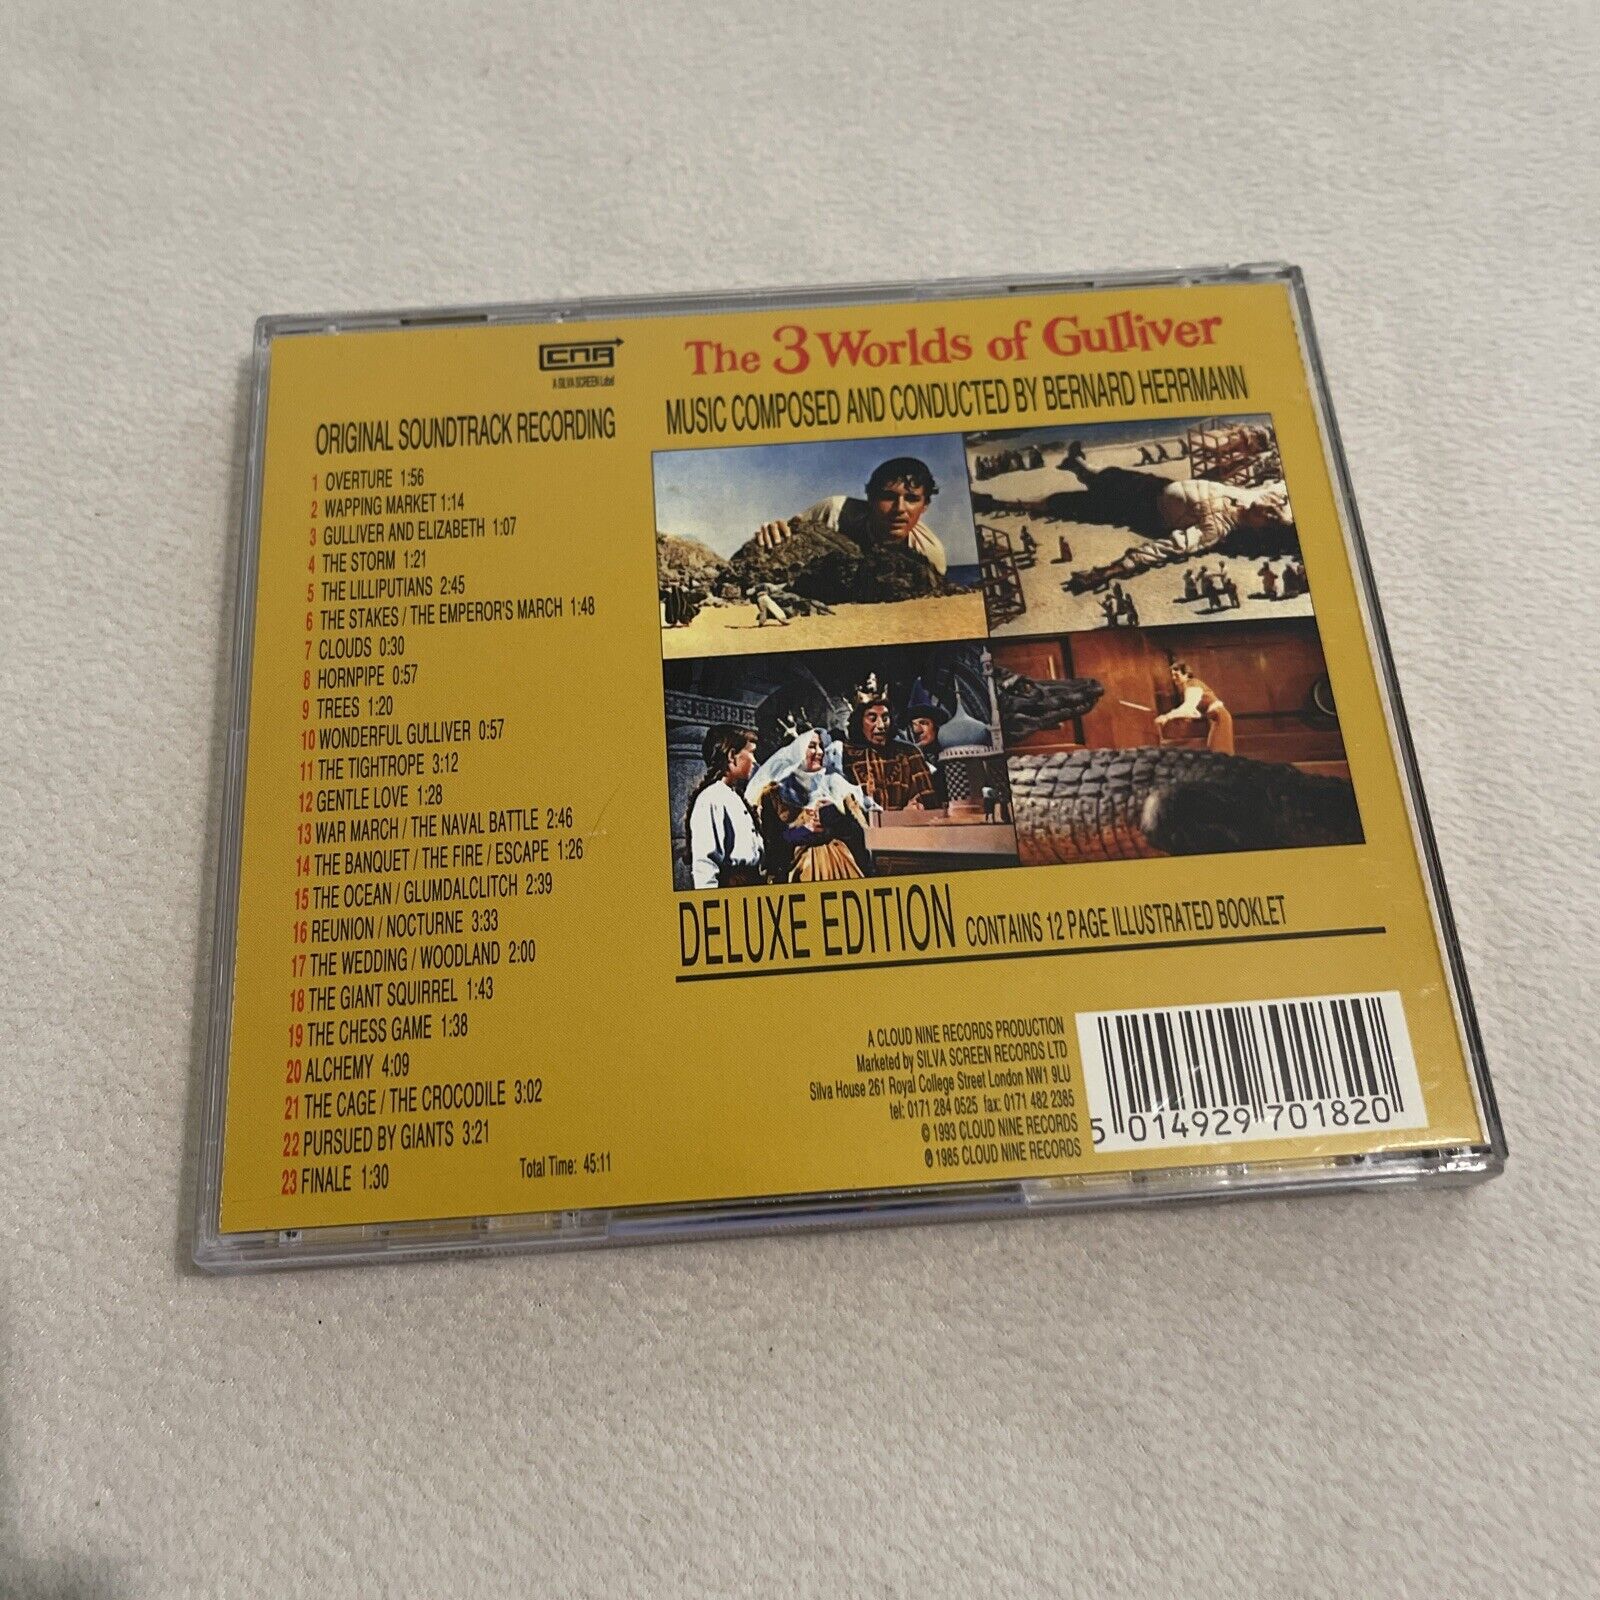 CNR
A SILVA SCREEN Label
ORIGINAL SOUNDTRACK RECORDING
1 OVERTURE 1:56
2 WAPPING MARKET 1:14
3 GULLIVER AND ELIZABETH 1:07
4 THE STORM 1:21
5 THE LILLIPUTIANS 2:45
6 THE STAKES / THE EMPEROR'S MARCH 1:48
7 CLOUDS 0:30
8 HORNPIPE 0:57
9 TREES 1:20
10 WONDERFUL GULLIVER 0:57
11 THE TIGHTROPE 3:12
12 GENTLE LOVE 1:28
13 WAR MARCH / THE NAVAL BATTLE 2:46
14 THE BANQUET / THE FIRE / ESCAPE 1:26
15 THE OCEAN / GLUMDALCLITCH 2:39
16 REUNION / NOCTURNE 3:33
17 THE WEDDING / WOODLAND 2:00
18 THE GIANT SQUIRREL 1:43
19 THE CHESS GAME 1:38
20 ALCHEMY 4:09
21 THE CAGE / THE CROCODILE 3:02
22 PURSUED BY GIANTS 3:21
23 FINALE 1:30
Total Time: 45:11
The 3 Worlds of Gulliver
MUSIC COMPOSED AND CONDUCTED BY BERNARD HERRMANN
DELUXE EDITION CONTAINS 12 PAGE ILLUSTRATED BOOKLET
A CLOUD NINE RECORDS PRODUCTION
Marketed by SILVA SCREEN RECORDS LTD
Silva House 261 Royal College Street London NW1 9LU
tel: 0171 284 0525 fax: 0171 482 2385
© 1993 CLOUD NINE RECORDS
℗ 1985 CLOUD NINE RECORDS
5 014929 701820